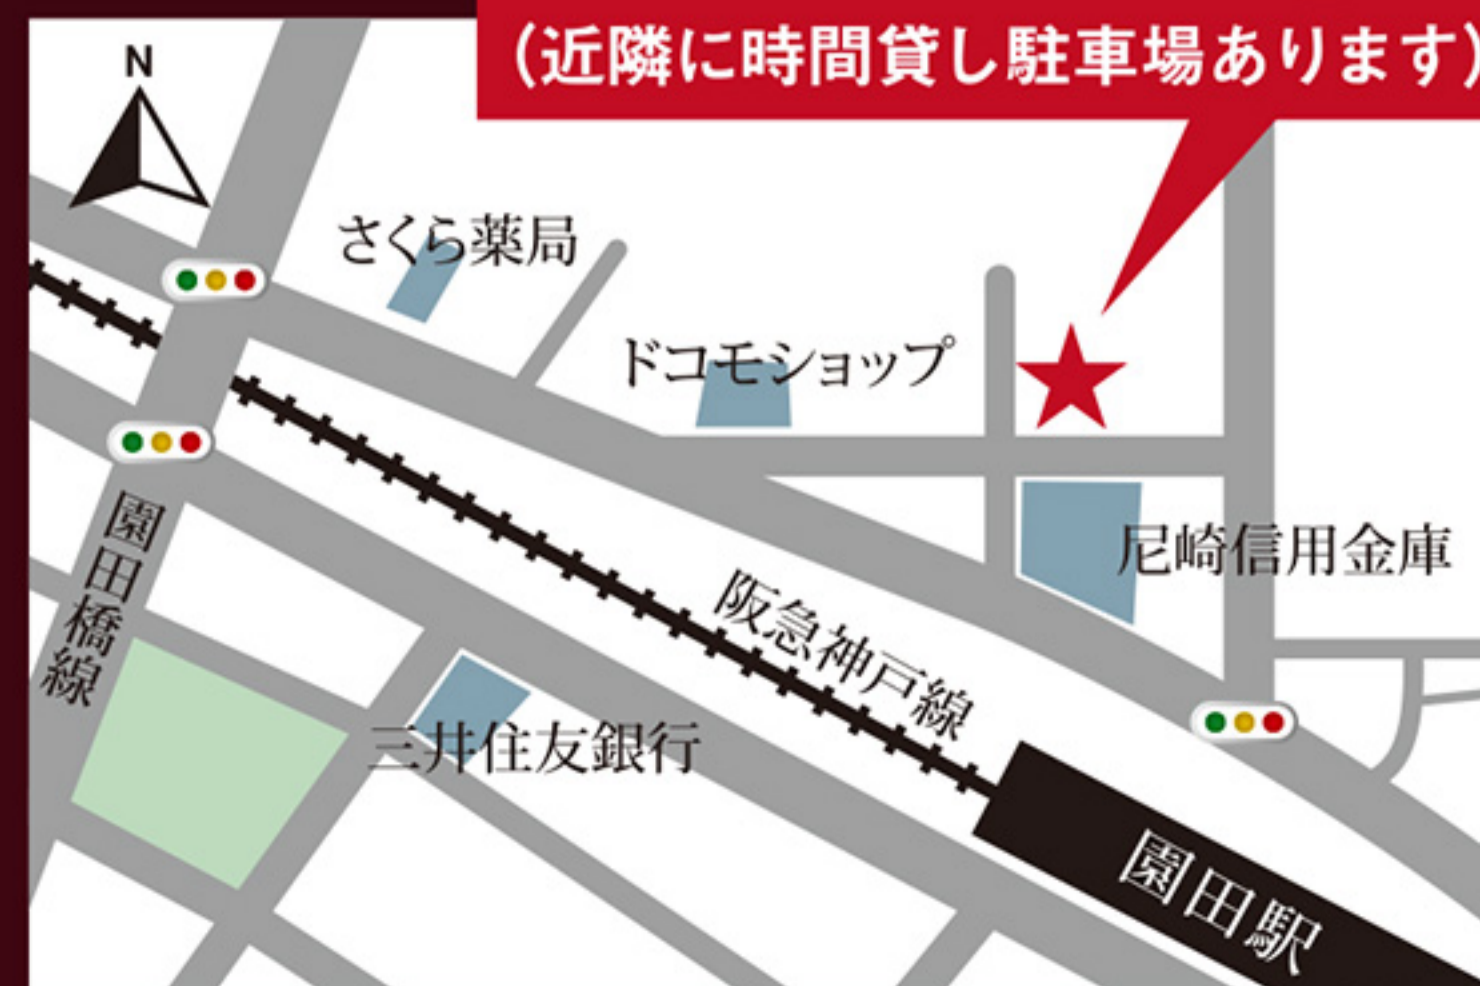 (近隣に時間貸し駐車場あります)
N
さくら薬局
ドコモショップ
園田橋線
尼崎信用金庫
阪急神戸線
三井住友銀行
園田駅